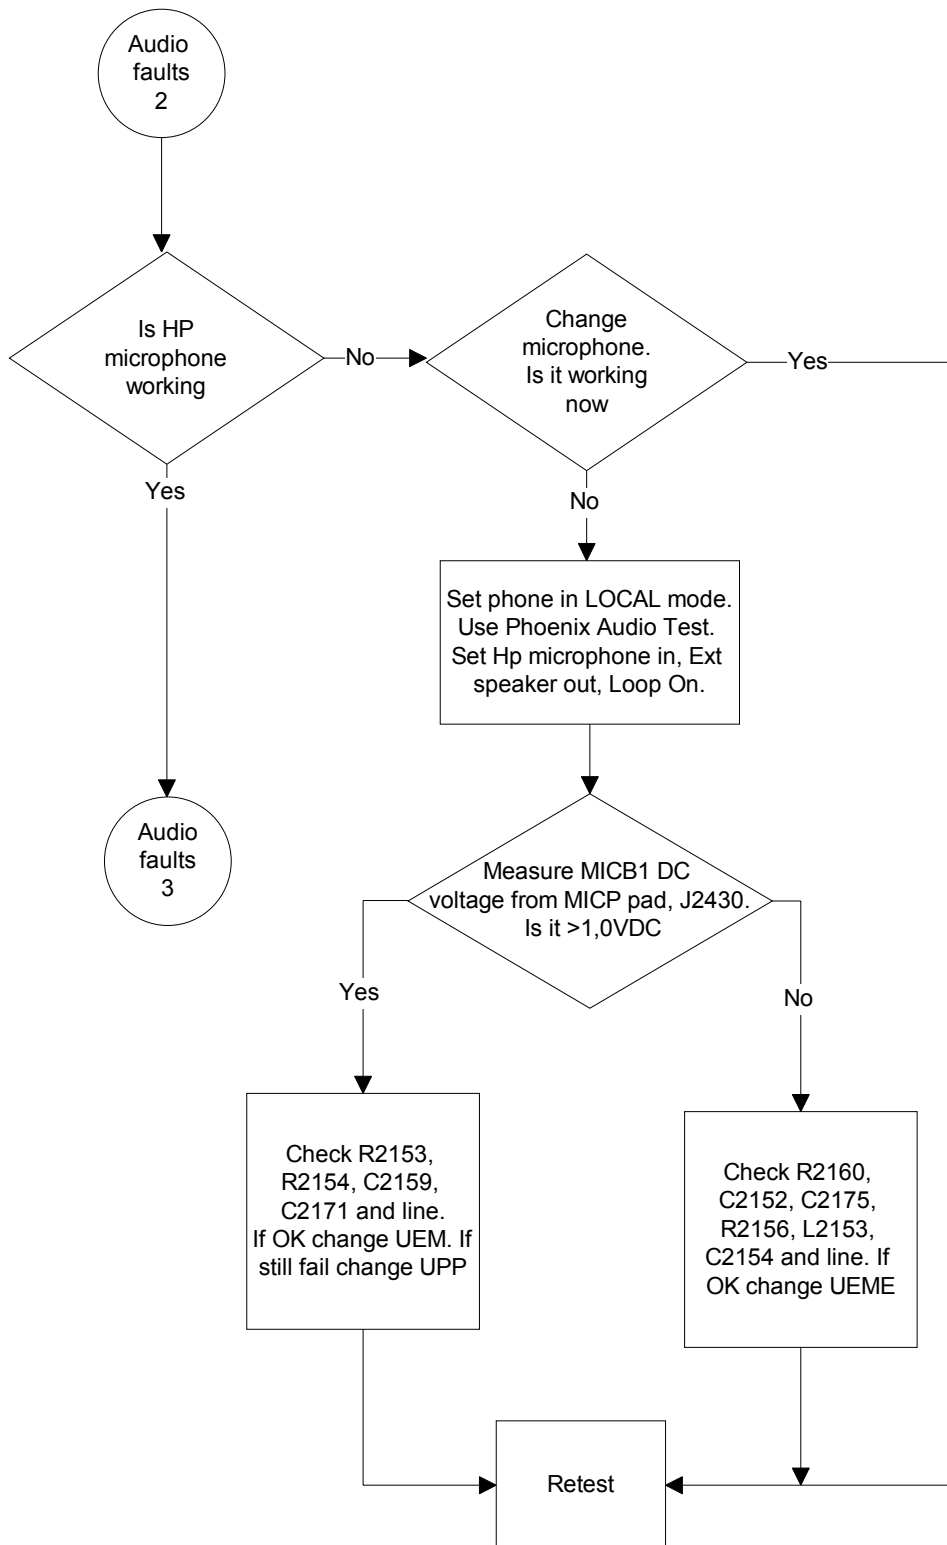 Audio
faults
2
Is HP
microphone
working
No
Change
microphone.
Is it working
now
Yes
Yes
No
Set phone in LOCAL mode.
Use Phoenix Audio Test.
Set Hp microphone in, Ext
speaker out, Loop On.
Audio
faults
3
Measure MICB1 DC
voltage from MICP pad, J2430.
Is it >1,0VDC
Yes
No
Check R2153,
R2154, C2159,
C2171 and line.
If OK change UEM. If
still fail change UPP
Check R2160,
C2152, C2175,
R2156, L2153,
C2154 and line. If
OK change UEME
Retest